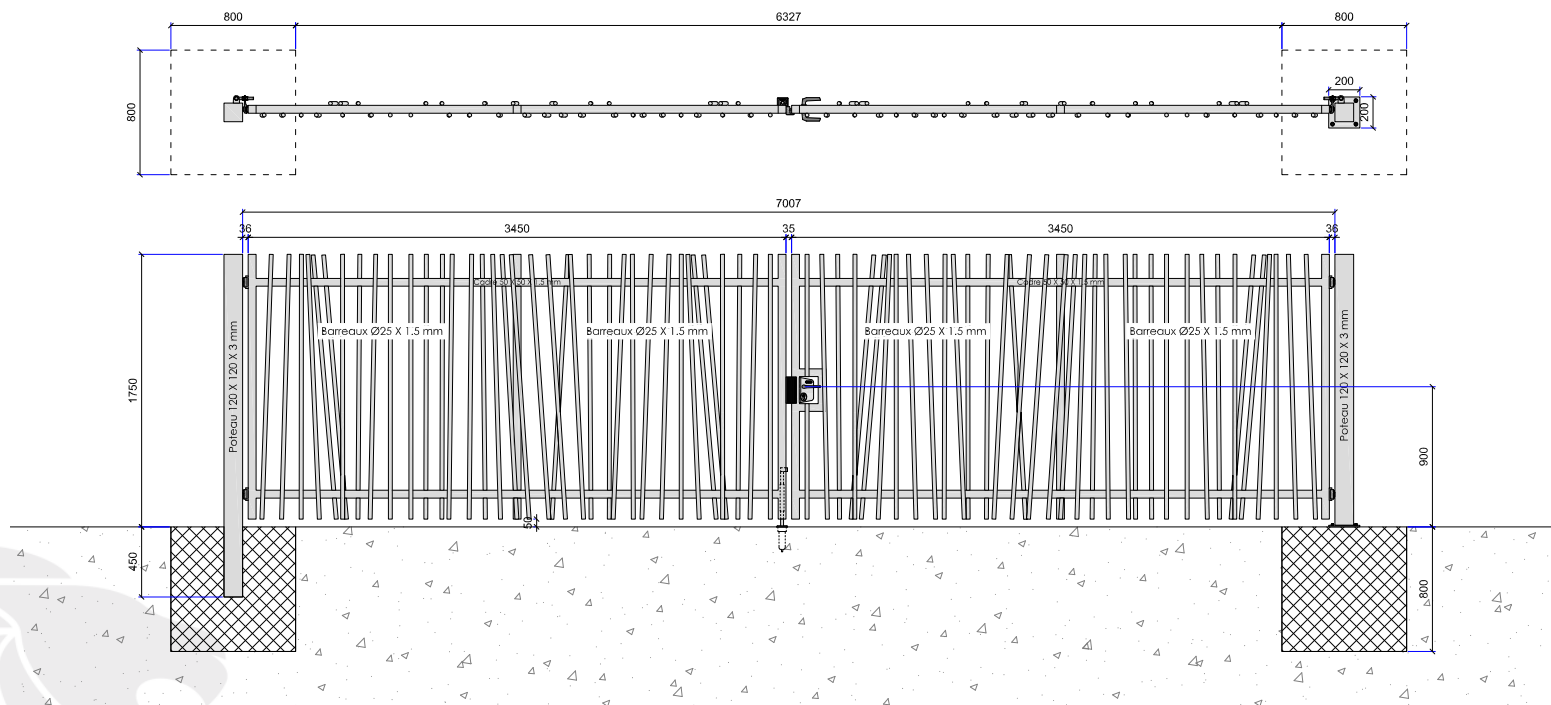 800
6327
800
800
200
200
7007
36
3450
35
3450
36
Cadre 50 X 50 X 1.5 mm
Cadre 50 X 50 X 1.5 mm
Barreaux Ø25 X 1.5 mm
Barreaux Ø25 X 1.5 mm
Barreaux Ø25 X 1.5 mm
Barreaux Ø25 X 1.5 mm
Poteau 120 X 120 X 3 mm
Poteau 120 X 120 X 3 mm
1750
900
50
450
800